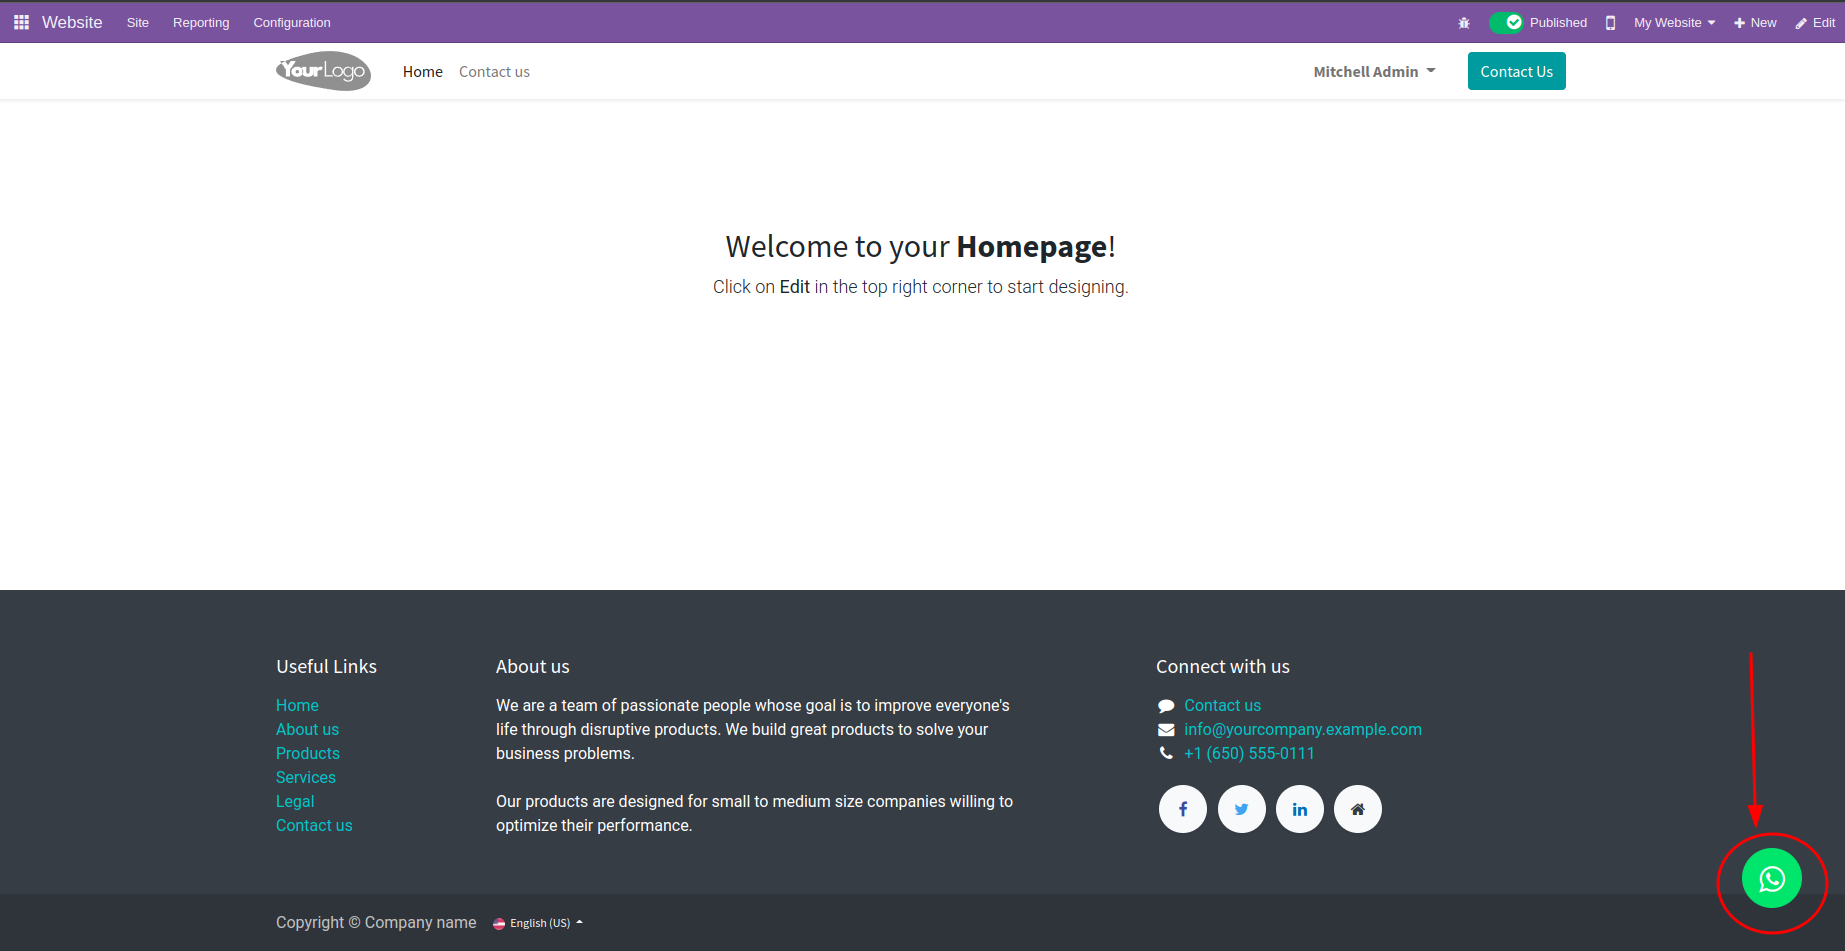 Website Site Reporting Configuration Published My Website New Edit
YourLogo Home Contact us Mitchell Admin Contact Us
Welcome to your Homepage!
Click on Edit in the top right corner to start designing.
Useful Links
Home
About us
Products
Services
Legal
Contact us
About us
We are a team of passionate people whose goal is to improve everyone's
life through disruptive products. We build great products to solve your
business problems.
Our products are designed for small to medium size companies willing to
optimize their performance.
Connect with us
Contact us
info@yourcompany.example.com
+1 (650) 555-0111
Copyright © Company name English (US)